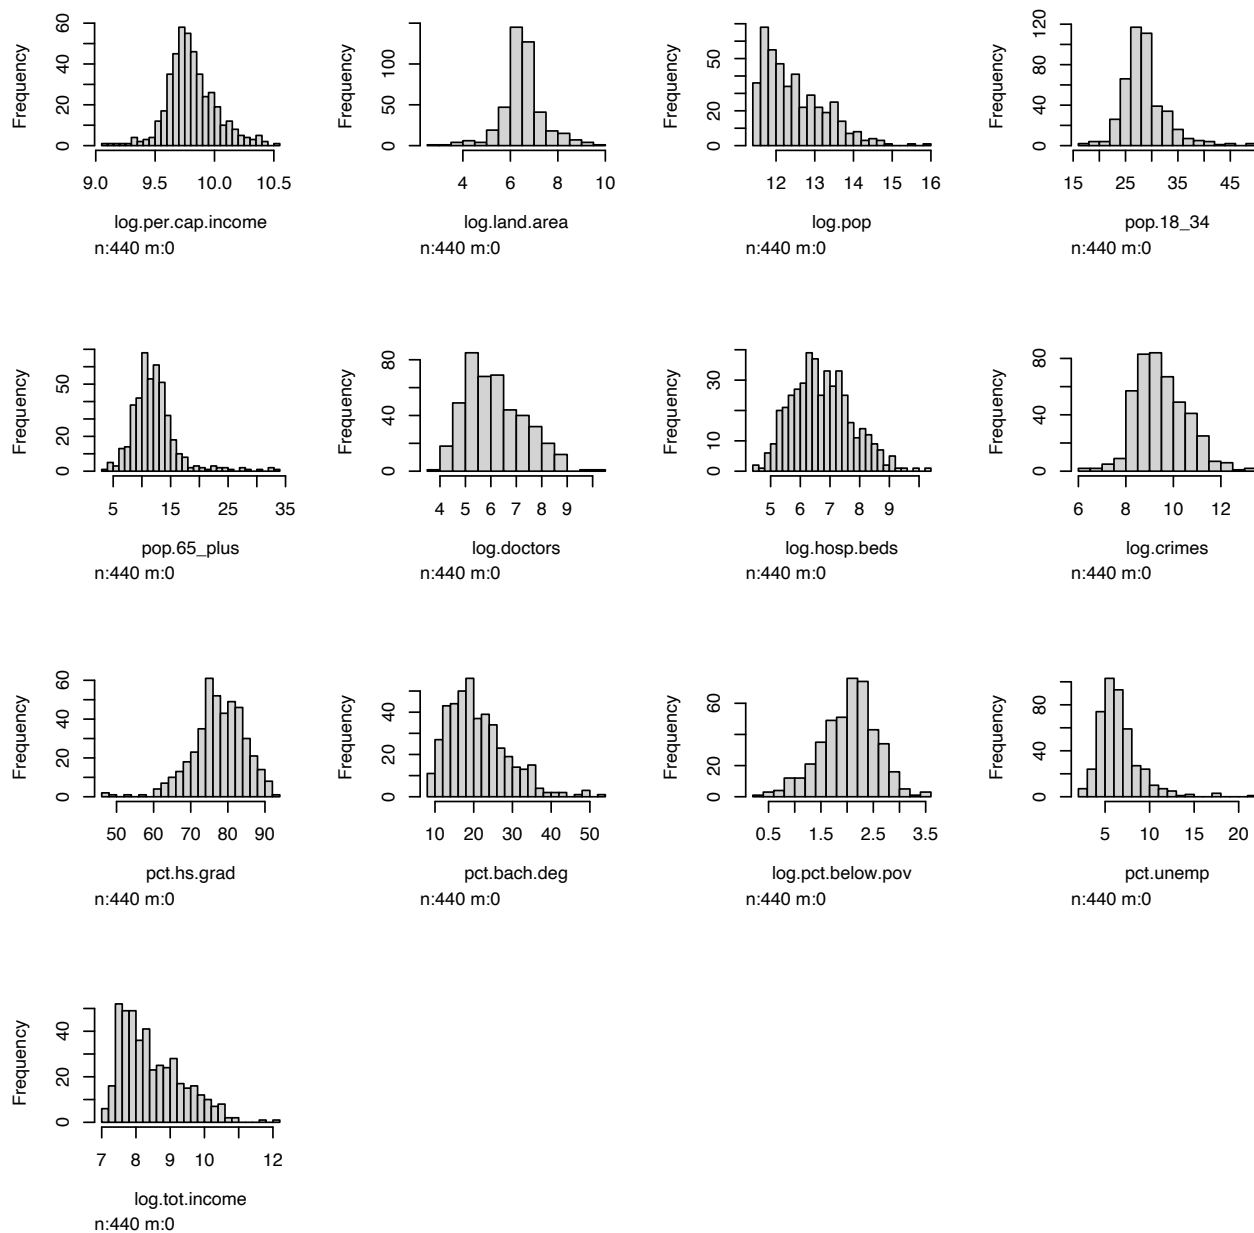 Frequency
0 20 40 60
9.0 9.5 10.0 10.5
log.per.cap.income
n:440 m:0
Frequency
0 50 100
4 6 8 10
log.land.area
n:440 m:0
Frequency
0 20 50
12 13 14 15 16
log.pop
n:440 m:0
Frequency
0 40 80 120
15 25 35 45
pop.18_34
n:440 m:0
Frequency
0 20 50
5 15 25 35
pop.65_plus
n:440 m:0
Frequency
0 40 80
4 5 6 7 8 9
log.doctors
n:440 m:0
Frequency
0 10 30
5 6 7 8 9
log.hosp.beds
n:440 m:0
Frequency
0 40 80
6 8 10 12
log.crimes
n:440 m:0
Frequency
0 20 40 60
50 60 70 80 90
pct.hs.grad
n:440 m:0
Frequency
0 20 40
10 20 30 40 50
pct.bach.deg
n:440 m:0
Frequency
0 20 60
0.5 1.5 2.5 3.5
log.pct.below.pov
n:440 m:0
Frequency
0 40 80
5 10 15 20
pct.unemp
n:440 m:0
Frequency
0 20 40
7 8 9 10 12
log.tot.income
n:440 m:0